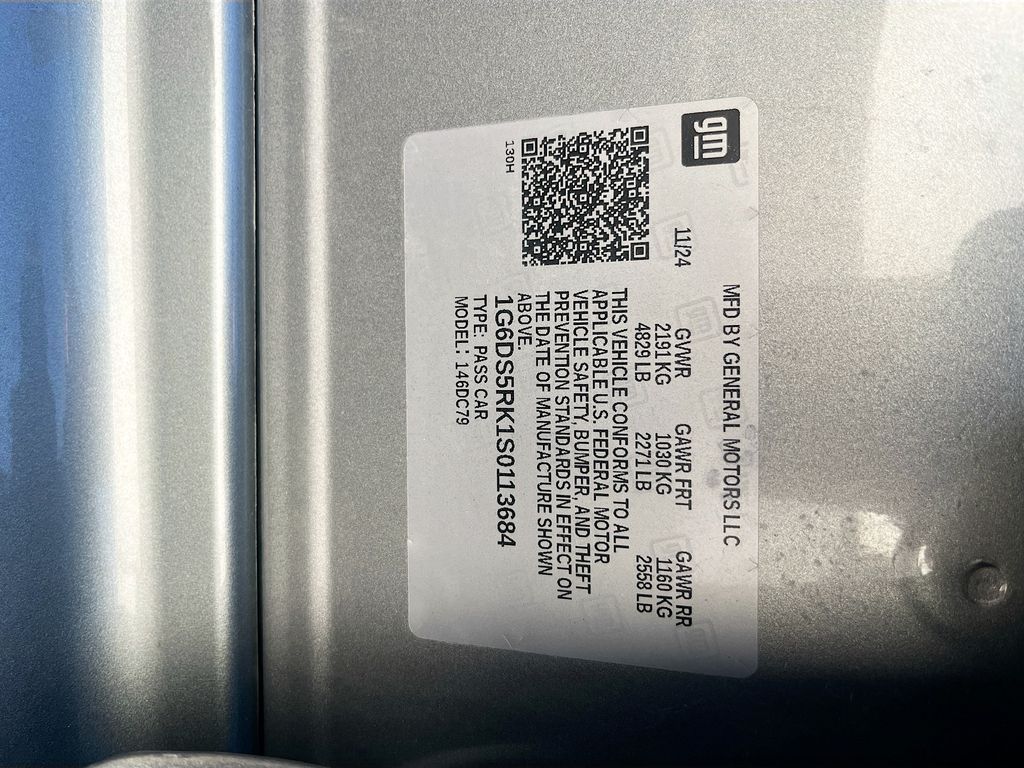 gm
MFD BY GENERAL MOTORS LLC
11/24
GVWR GAWR FRT GAWR RR
2191 KG 1030 KG 1160 KG
4829 LB 2271 LB 2558 LB
THIS VEHICLE CONFORMS TO ALL
APPLICABLE U.S. FEDERAL MOTOR
VEHICLE SAFETY, BUMPER, AND THEFT
PREVENTION STANDARDS IN EFFECT ON
THE DATE OF MANUFACTURE SHOWN
ABOVE.
130H
1G6DS5RK1S0113684
TYPE: PASS CAR
MODEL: 146DC79